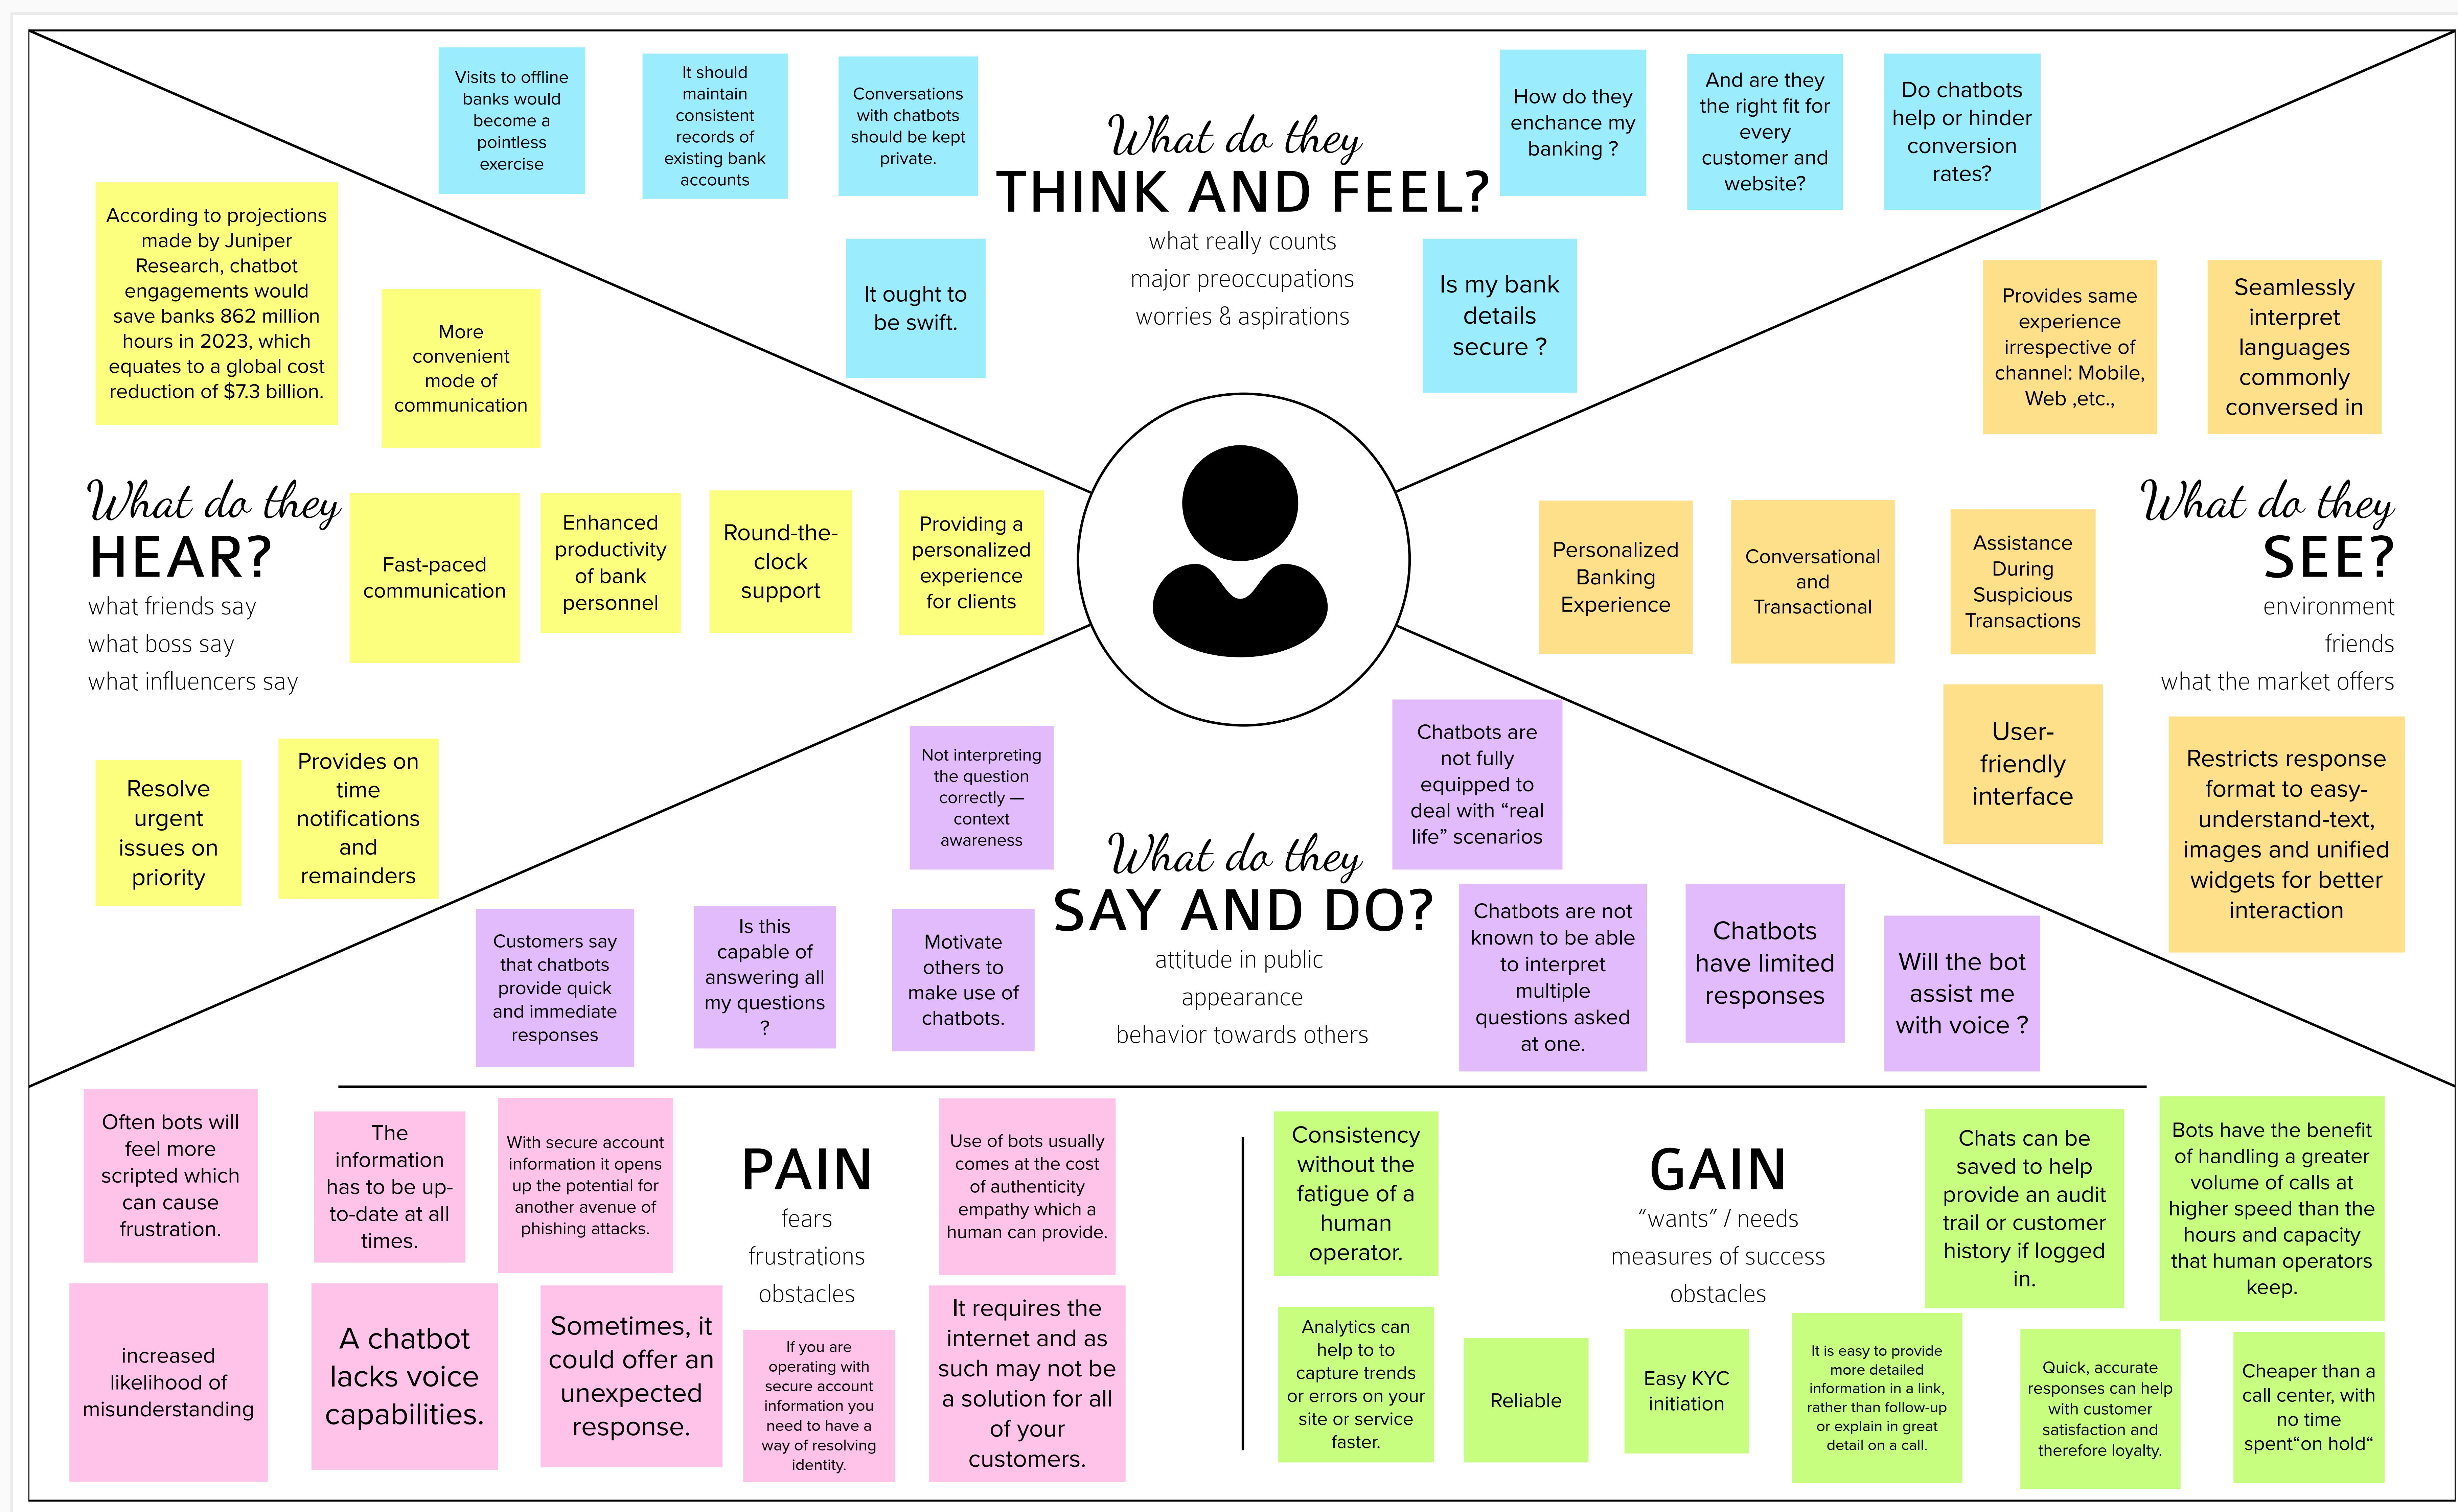 Visits to offline
banks would
become a
pointless
exercise
It should
maintain
consistent
records of
existing bank
accounts
Conversations
with chatbots
should be kept
private.
It ought to
be swift.
What do they
THINK AND FEEL?
what really counts
major preoccupations
worries & aspirations
How do they
enchance my
banking ?
And are they
the right fit for
every
customer and
website?
Do chatbots
help or hinder
conversion
rates?
Is my bank
details
secure ?
According to projections
made by Juniper
Research, chatbot
engagements would
save banks 862 million
hours in 2023, which
equates to a global cost
reduction of $7.3 billion.
More
convenient
mode of
communication
What do they
HEAR?
what friends say
what boss say
what influencers say
Fast-paced
communication
Enhanced
productivity
of bank
personnel
Round-the-
clock
support
Providing a
personalized
experience
for clients
Resolve
urgent
issues on
priority
Provides on
time
notifications
and
remainders
Provides same
experience
irrespective of
channel: Mobile,
Web ,etc.,
Seamlessly
interpret
languages
commonly
conversed in
Personalized
Banking
Experience
Conversational
and
Transactional
Assistance
During
Suspicious
Transactions
What do they
SEE?
environment
friends
what the market offers
User-
friendly
interface
Restricts response
format to easy-
understand-text,
images and unified
widgets for better
interaction
Not interpreting
the question
correctly —
context
awareness
Customers say
that chatbots
provide quick
and immediate
responses
Is this
capable of
answering all
my questions
?
Motivate
others to
make use of
chatbots.
What do they
SAY AND DO?
attitude in public
appearance
behavior towards others
Chatbots are
not fully
equipped to
deal with “real
life” scenarios
Chatbots are not
known to be able
to interpret
multiple
questions asked
at one.
Chatbots
have limited
responses
Will the bot
assist me
with voice ?
Often bots will
feel more
scripted which
can cause
frustration.
The
information
has to be up-
to-date at all
times.
With secure account
information it opens
up the potential for
another avenue of
phishing attacks.
PAIN
fears
frustrations
obstacles
Use of bots usually
comes at the cost
of authenticity
empathy which a
human can provide.
increased
likelihood of
misunderstanding
A chatbot
lacks voice
capabilities.
Sometimes, it
could offer an
unexpected
response.
If you are
operating with
secure account
information you
need to have a
way of resolving
identity.
It requires the
internet and as
such may not be
a solution for all
of your
customers.
Consistency
without the
fatigue of a
human
operator.
GAIN
“wants” / needs
measures of success
obstacles
Chats can be
saved to help
provide an audit
trail or customer
history if logged
in.
Bots have the benefit
of handling a greater
volume of calls at
higher speed than the
hours and capacity
that human operators
keep.
Analytics can
help to to
capture trends
or errors on your
site or service
faster.
Reliable
Easy KYC
initiation
It is easy to provide
more detailed
information in a link,
rather than follow-up
or explain in great
detail on a call.
Quick, accurate
responses can help
with customer
satisfaction and
therefore loyalty.
Cheaper than a
call center, with
no time
spent“on hold“